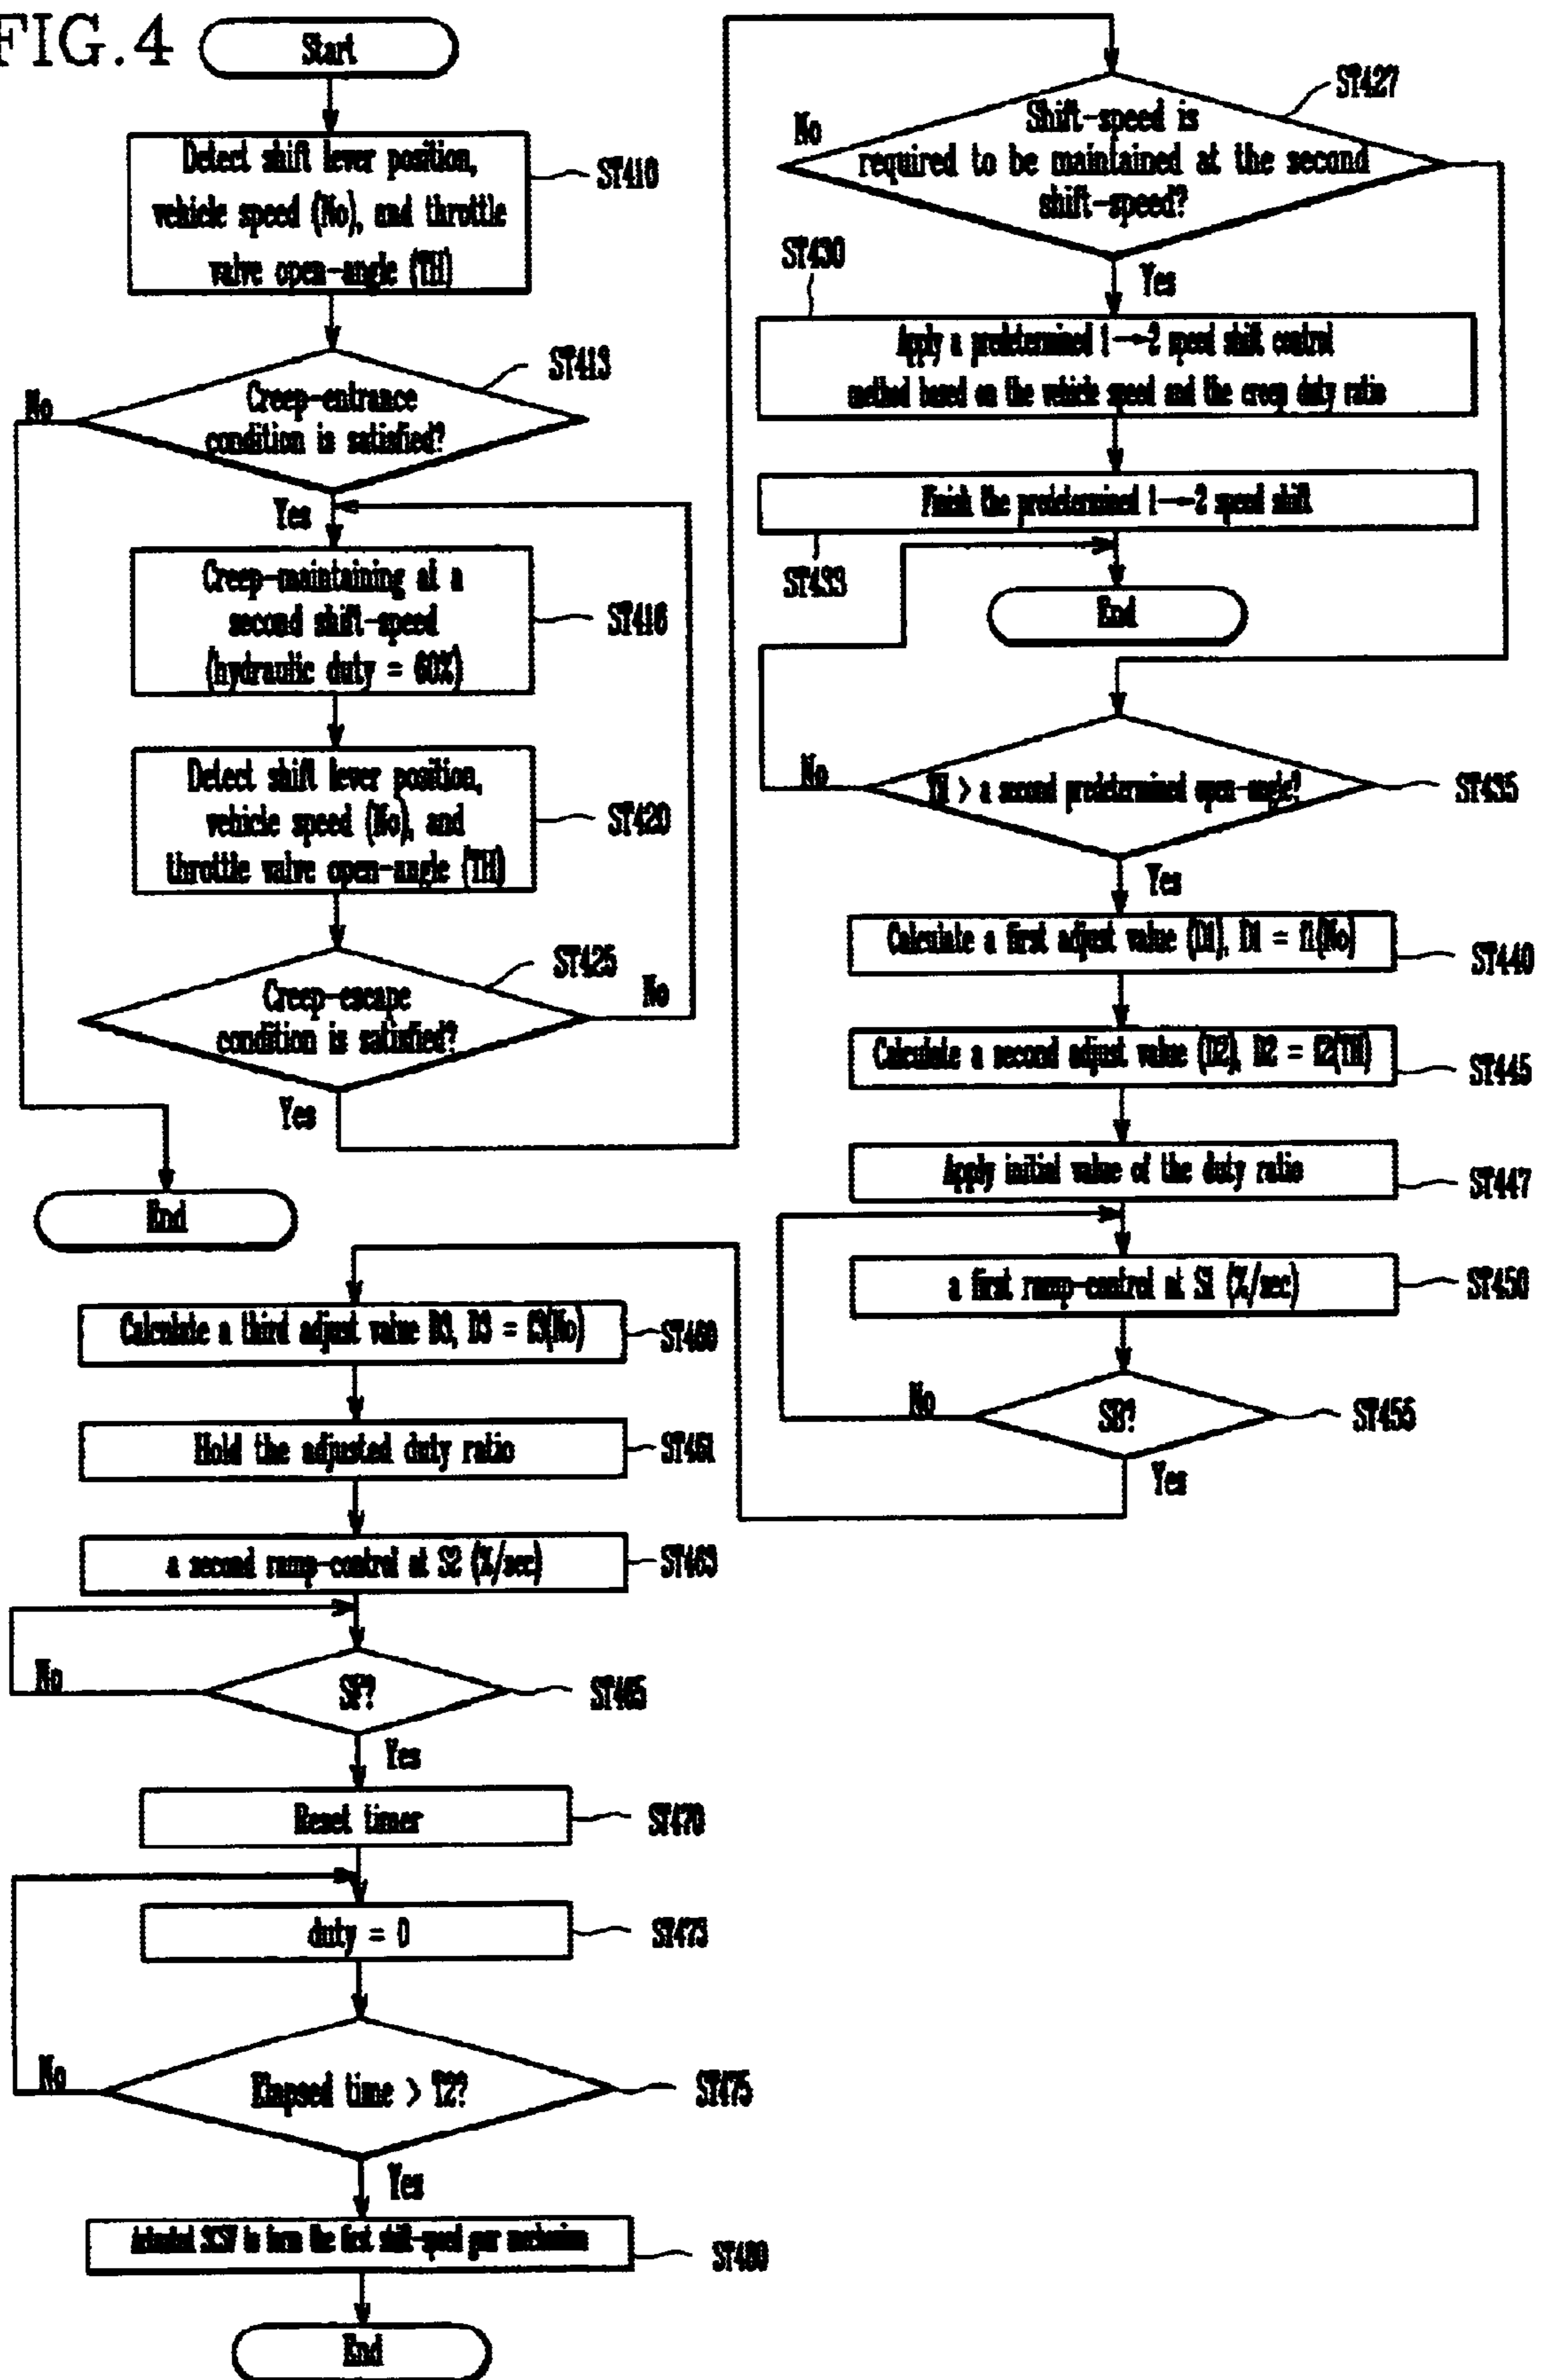 FIG.4
Start
Detect shift lever position,
vehicle speed (No), and throttle
valve open-angle (TH)
ST410
Creep-entrance
condition is satisfied?
ST413
No
Yes
Creep-maintaining at a
second shift-speed
(hydraulic duty = 60%)
ST416
Detect shift lever position,
vehicle speed (No), and
throttle valve open-angle (TH)
ST420
Creep-escape
condition is satisfied?
ST425
No
Yes
End
Shift-speed is
required to be maintained at the second
shift-speed?
ST427
No
Yes
ST430
Apply a predetermined 1→2 speed shift control
method based on the vehicle speed and the creep duty ratio
Finish the predetermined 1→2 speed shift
ST433
End
TH > a second predetermined open-angle?
ST435
No
Yes
Calculate a first adjust value (D1), D1 = f1(No)
ST440
Calculate a second adjust value (D2), D2 = f2(TH)
ST445
Apply initial value of the duty ratio
ST447
a first ramp-control at S1 (%/sec)
ST450
SB?
ST455
No
Yes
Calculate a third adjust value D3, D3 = f3(No)
ST460
Hold the adjusted duty ratio
ST461
a second ramp-control at S2 (%/sec)
ST463
SF?
ST465
No
Yes
Reset timer
ST470
duty = 0
ST473
Elapsed time > T2?
ST475
No
Yes
SCSV to form the first shift-speed gear mechanism
ST480
End